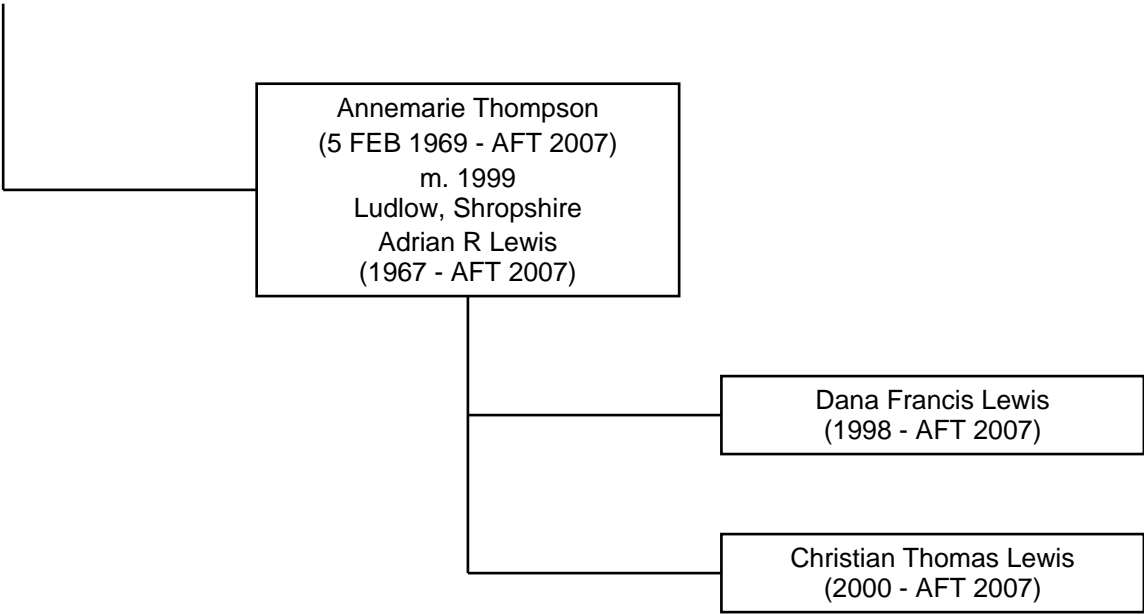 Annemarie Thompson
(5 FEB 1969 - AFT 2007)
m. 1999
Ludlow, Shropshire
Adrian R Lewis
(1967 - AFT 2007)
Dana Francis Lewis
(1998 - AFT 2007)
Christian Thomas Lewis
(2000 - AFT 2007)